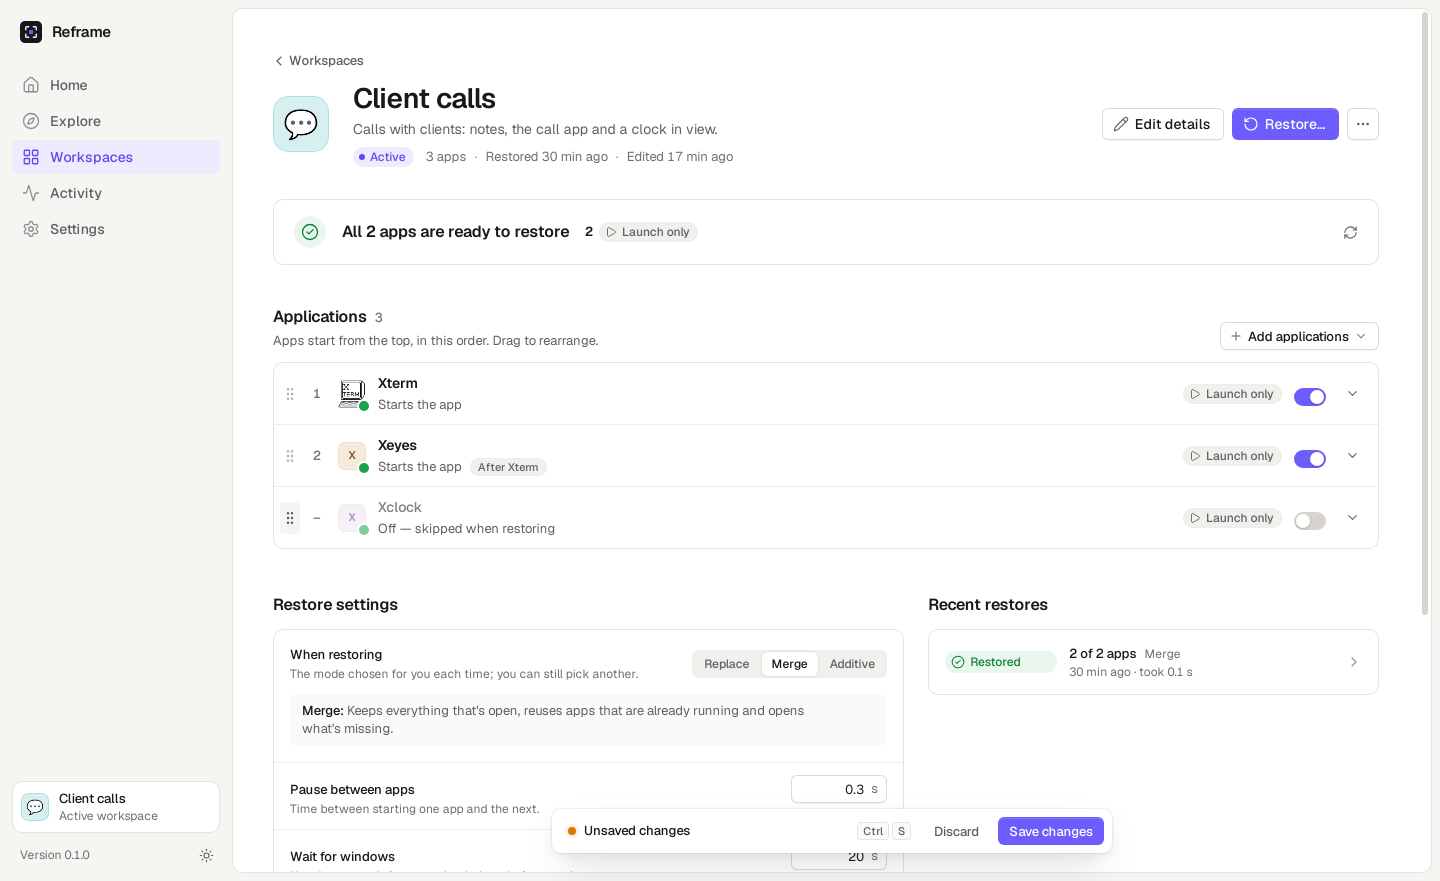 Reframe
Home
Explore
Workspaces
Activity
Settings
Client calls
Active workspace
Version 0.1.0
Workspaces
Client calls
Calls with clients: notes, the call app and a clock in view.
Active 3 apps · Restored 30 min ago · Edited 17 min ago
Edit details
Restore...
All 2 apps are ready to restore 2 Launch only
Applications 3
Apps start from the top, in this order. Drag to rearrange.
Add applications
1 Xterm
Starts the app
Launch only
2 X Xeyes
Starts the app After Xterm
Launch only
– X Xclock
Off — skipped when restoring
Launch only
Restore settings
When restoring
The mode chosen for you each time; you can still pick another.
Replace Merge Additive
Merge: Keeps everything that's open, reuses apps that are already running and opens
what's missing.
Pause between apps
Time between starting one app and the next.
0.3 s
Wait for windows
20 s
Recent restores
Restored
2 of 2 apps Merge
30 min ago · took 0.1 s
Unsaved changes
Ctrl S
Discard
Save changes